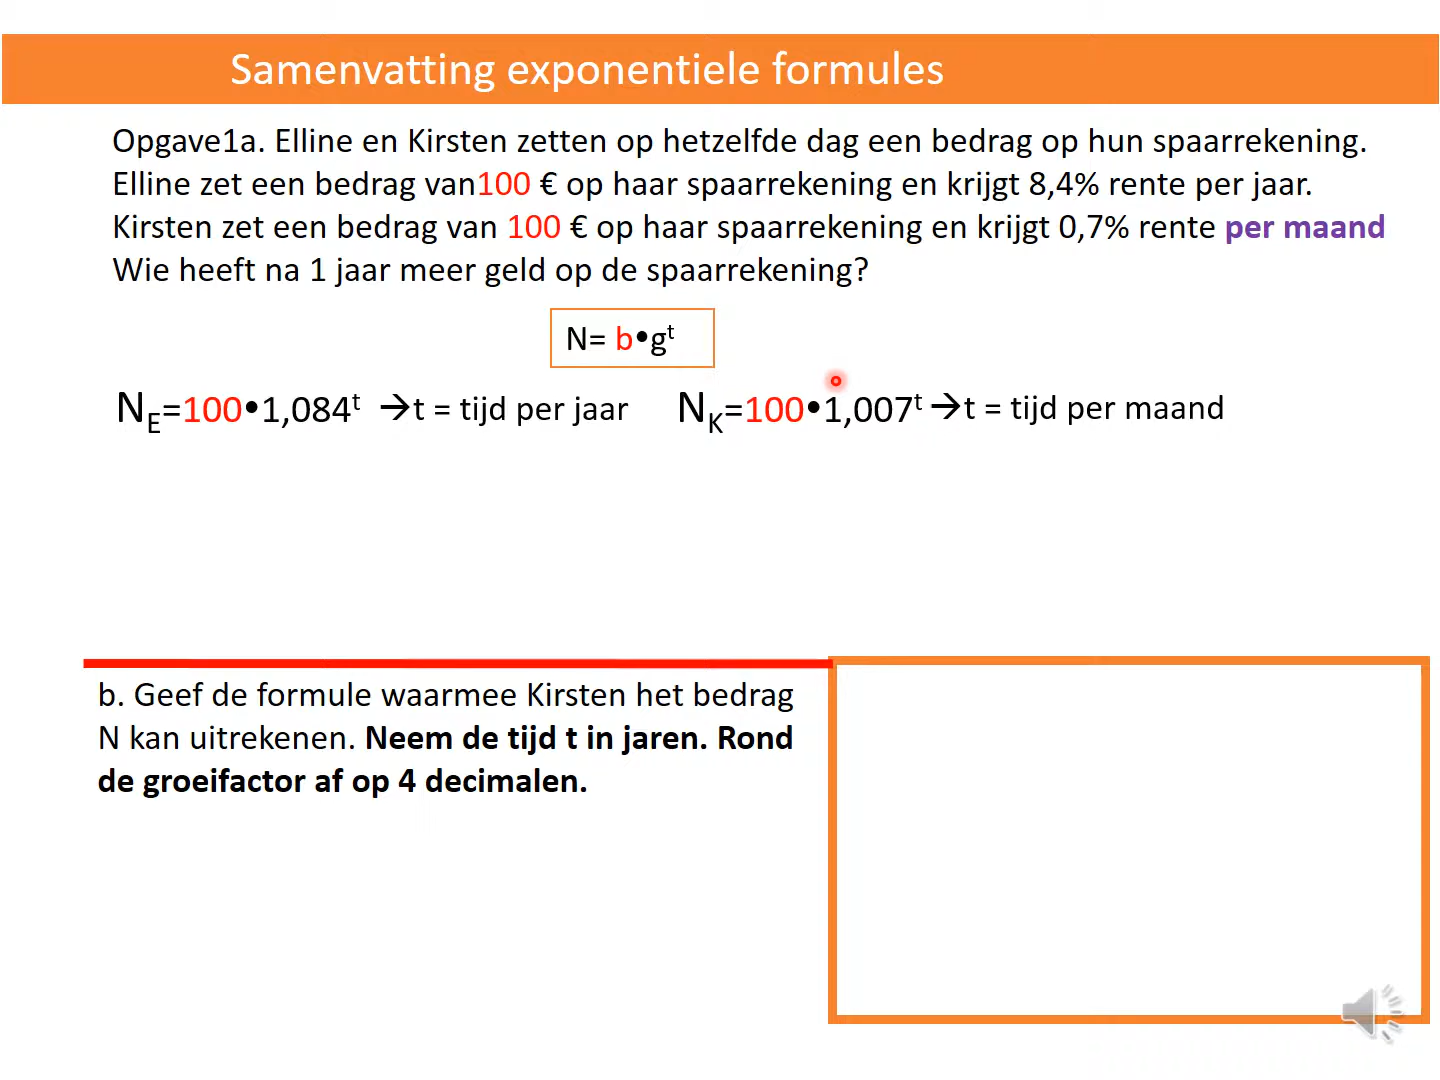 Samenvatting exponentiele formules
Opgave1a. Elline en Kirsten zetten op hetzelfde dag een bedrag op hun spaarrekening.
Elline zet een bedrag van100 € op haar spaarrekening en krijgt 8,4% rente per jaar.
Kirsten zet een bedrag van 100 € op haar spaarrekening en krijgt 0,7% rente per maand
Wie heeft na 1 jaar meer geld op de spaarrekening?
N= b•gᵗ
N_E=100•1,084ᵗ →t = tijd per jaar
N_K=100•1,007ᵗ →t = tijd per maand
b. Geef de formule waarmee Kirsten het bedrag
N kan uitrekenen. Neem de tijd t in jaren. Rond
de groeifactor af op 4 decimalen.